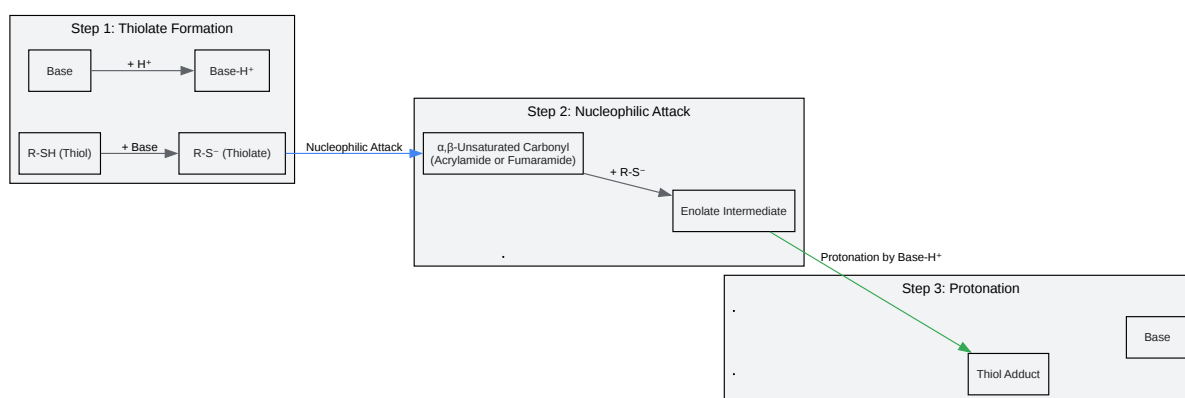 Step 1: Thiolate Formation
Base
+ H⁺
Base-H⁺
R-SH (Thiol)
+ Base
R-S⁻ (Thiolate)
Nucleophilic Attack
Step 2: Nucleophilic Attack
α,β-Unsaturated Carbonyl
(Acrylamide or Fumaramide)
+ R-S⁻
Enolate Intermediate
Protonation by Base-H⁺
Step 3: Protonation
Base
Thiol Adduct